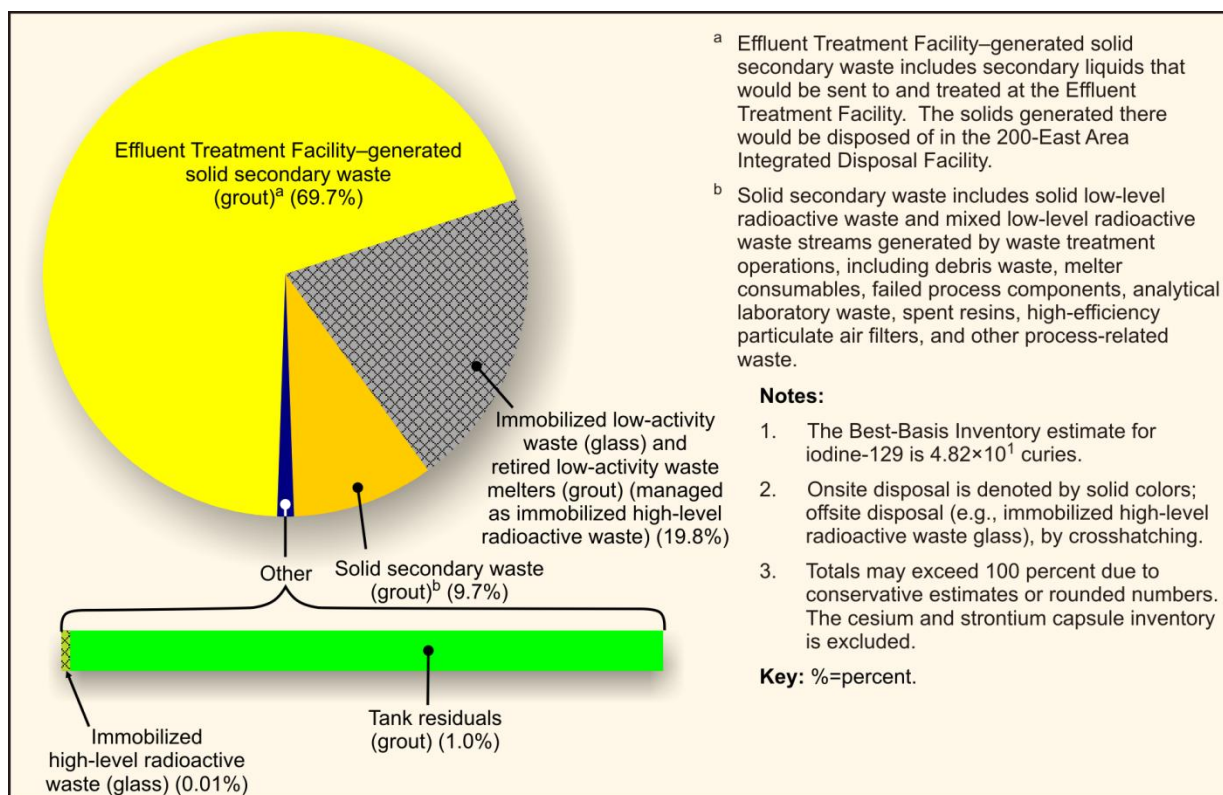 Effluent Treatment Facility–generated
solid secondary waste
(grout)ᵃ (69.7%)
Immobilized low-activity
waste (glass) and
retired low-activity waste
melters (grout) (managed
as immobilized high-level
radioactive waste) (19.8%)
Solid secondary waste
(grout)ᵇ (9.7%)
Other
Tank residuals
(grout) (1.0%)
Immobilized
high-level radioactive
waste (glass) (0.01%)
ᵃ Effluent Treatment Facility–generated solid
secondary waste includes secondary liquids that
would be sent to and treated at the Effluent
Treatment Facility. The solids generated there
would be disposed of in the 200-East Area
Integrated Disposal Facility.
ᵇ Solid secondary waste includes solid low-level
radioactive waste and mixed low-level radioactive
waste streams generated by waste treatment
operations, including debris waste, melter
consumables, failed process components, analytical
laboratory waste, spent resins, high-efficiency
particulate air filters, and other process-related
waste.
Notes:
1. The Best-Basis Inventory estimate for
iodine-129 is 4.82×10¹ curies.
2. Onsite disposal is denoted by solid colors;
offsite disposal (e.g., immobilized high-level
radioactive waste glass), by crosshatching.
3. Totals may exceed 100 percent due to
conservative estimates or rounded numbers.
The cesium and strontium capsule inventory
is excluded.
Key: %=percent.